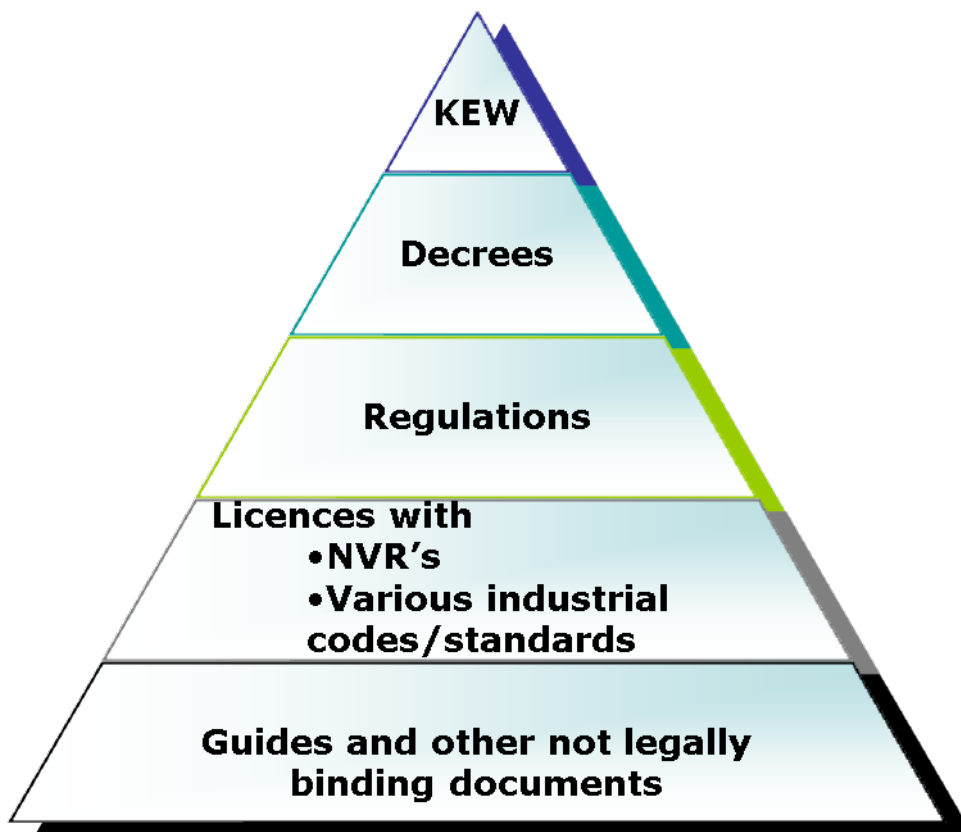 KEW
Decrees
Regulations
Licences with
•NVR’s
•Various industrial
codes/standards
Guides and other not legally
binding documents